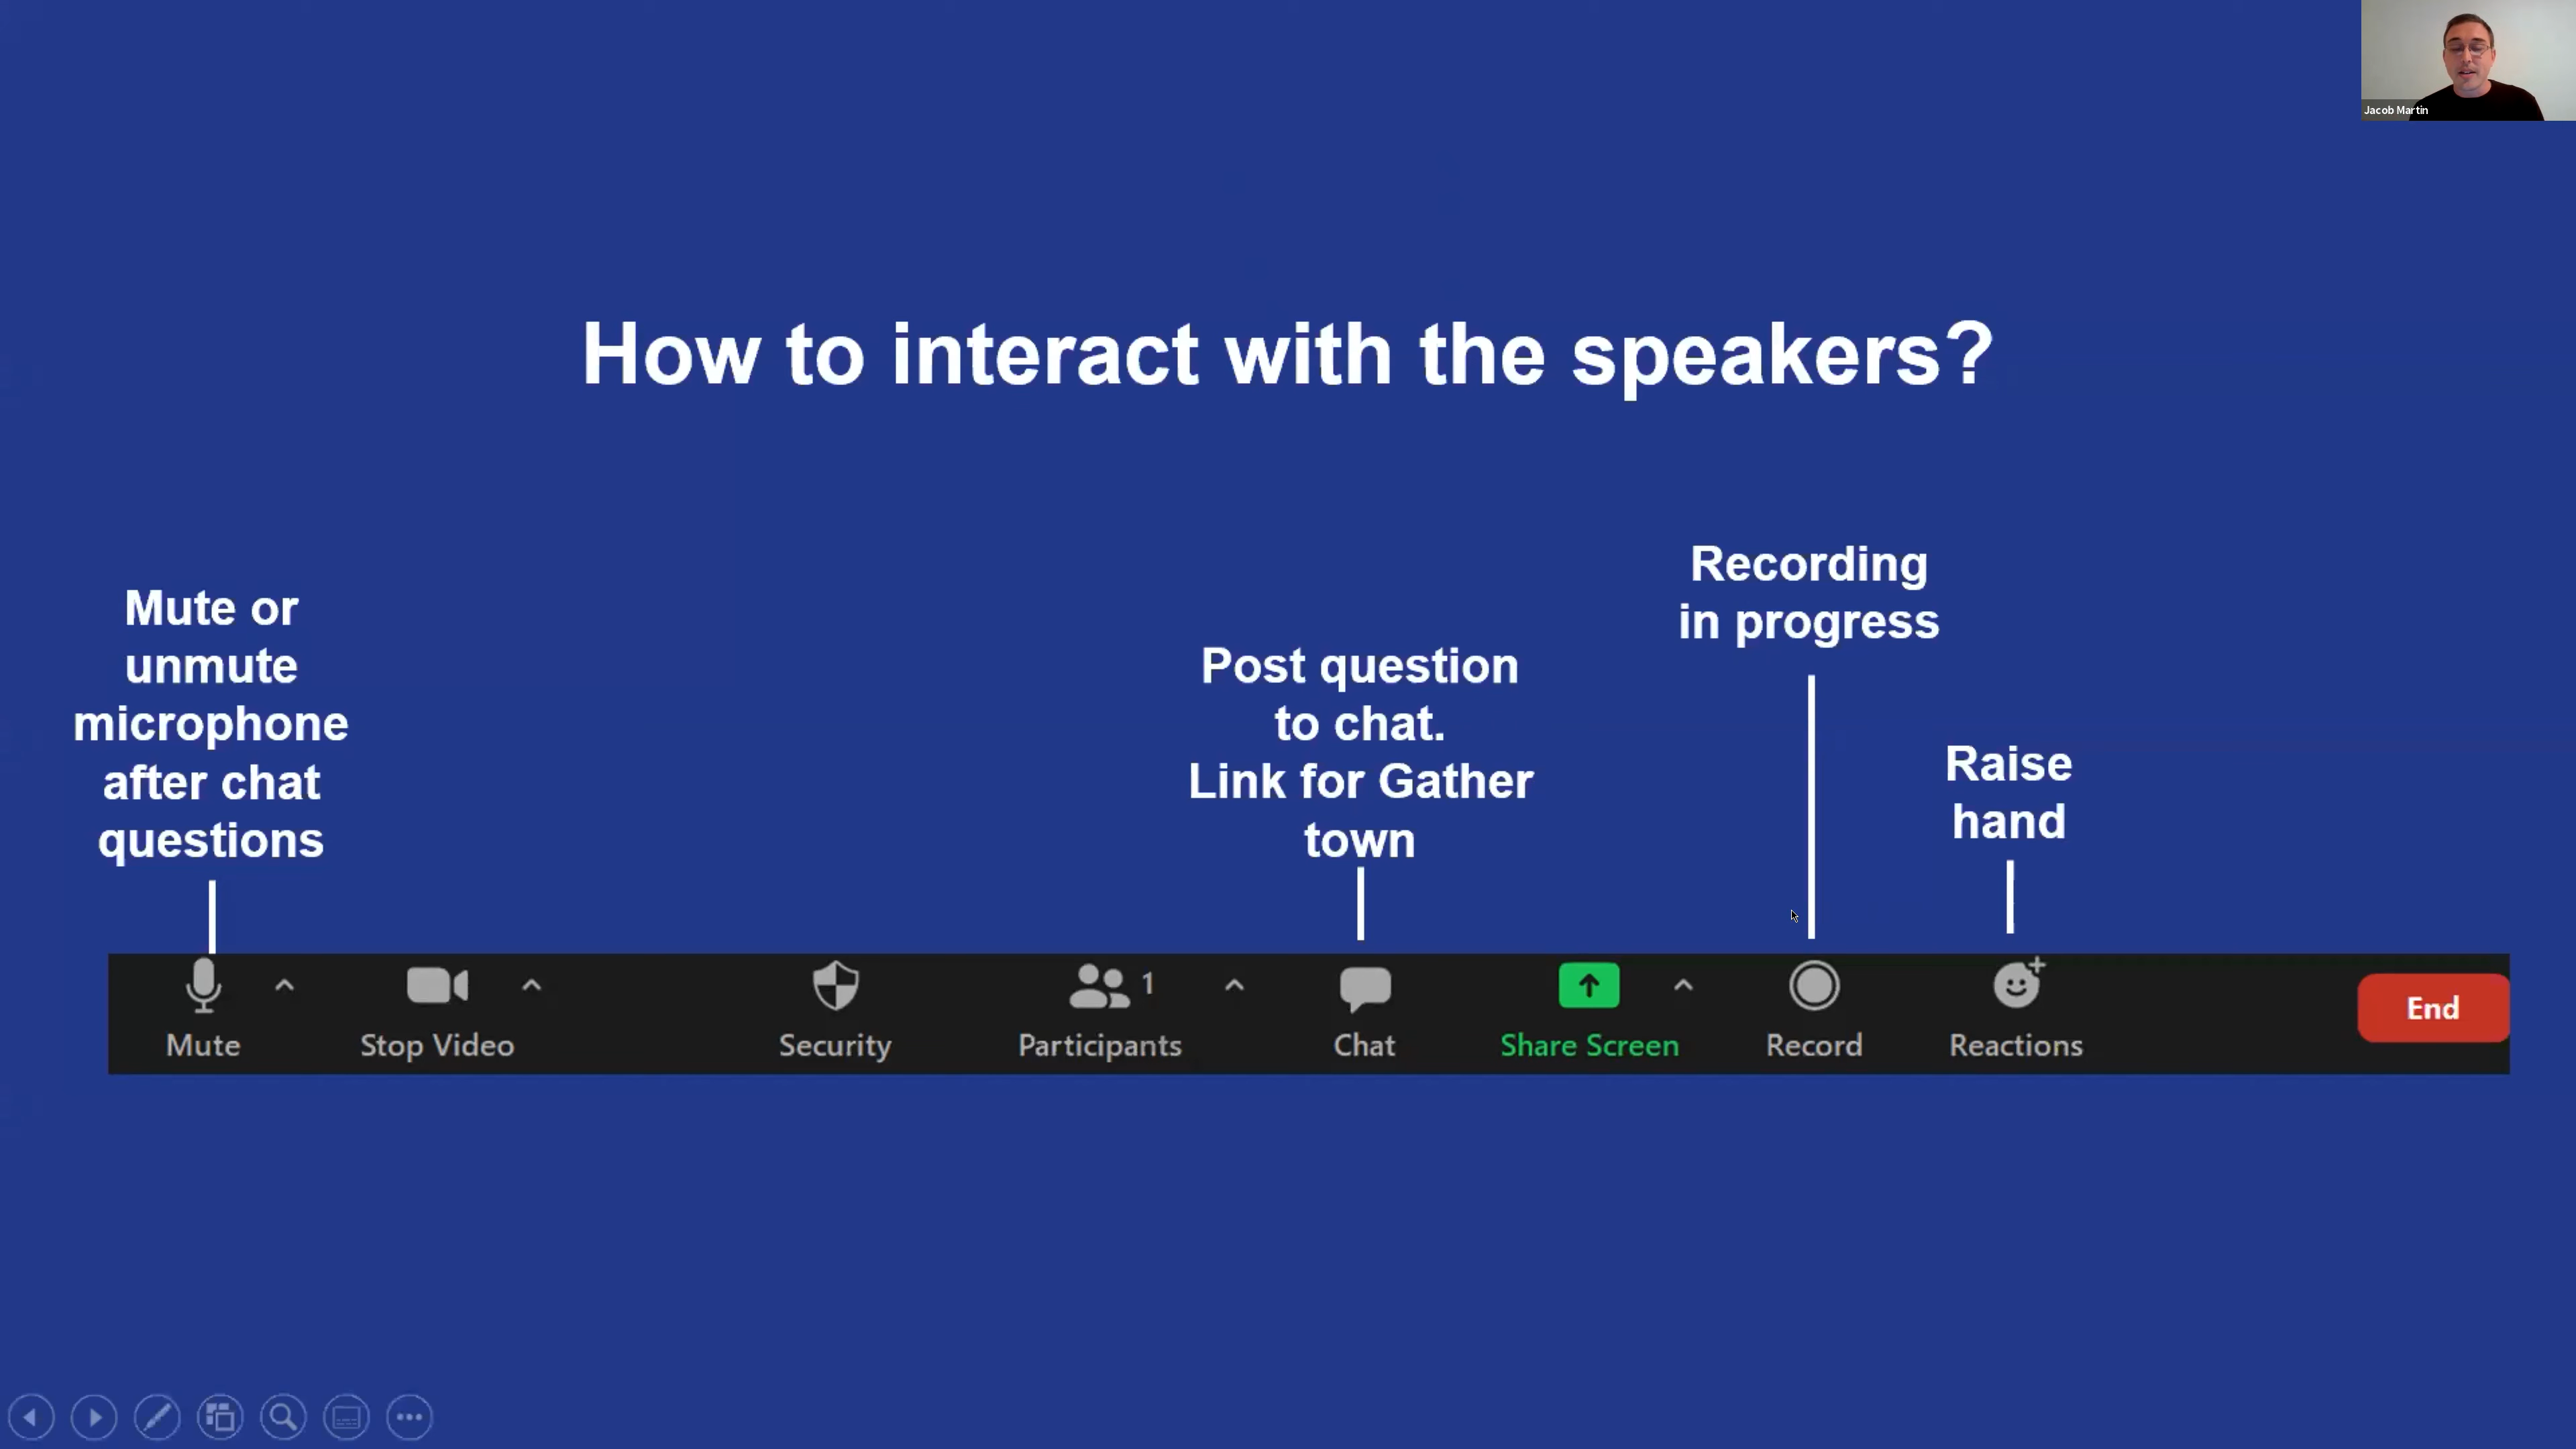 Jacob Martin
How to interact with the speakers?
Mute or
unmute
microphone
after chat
questions
Post question
to chat.
Link for Gather
town
Recording
in progress
Raise
hand
Mute
Stop Video
Security
1
Participants
Chat
Share Screen
Record
Reactions
End